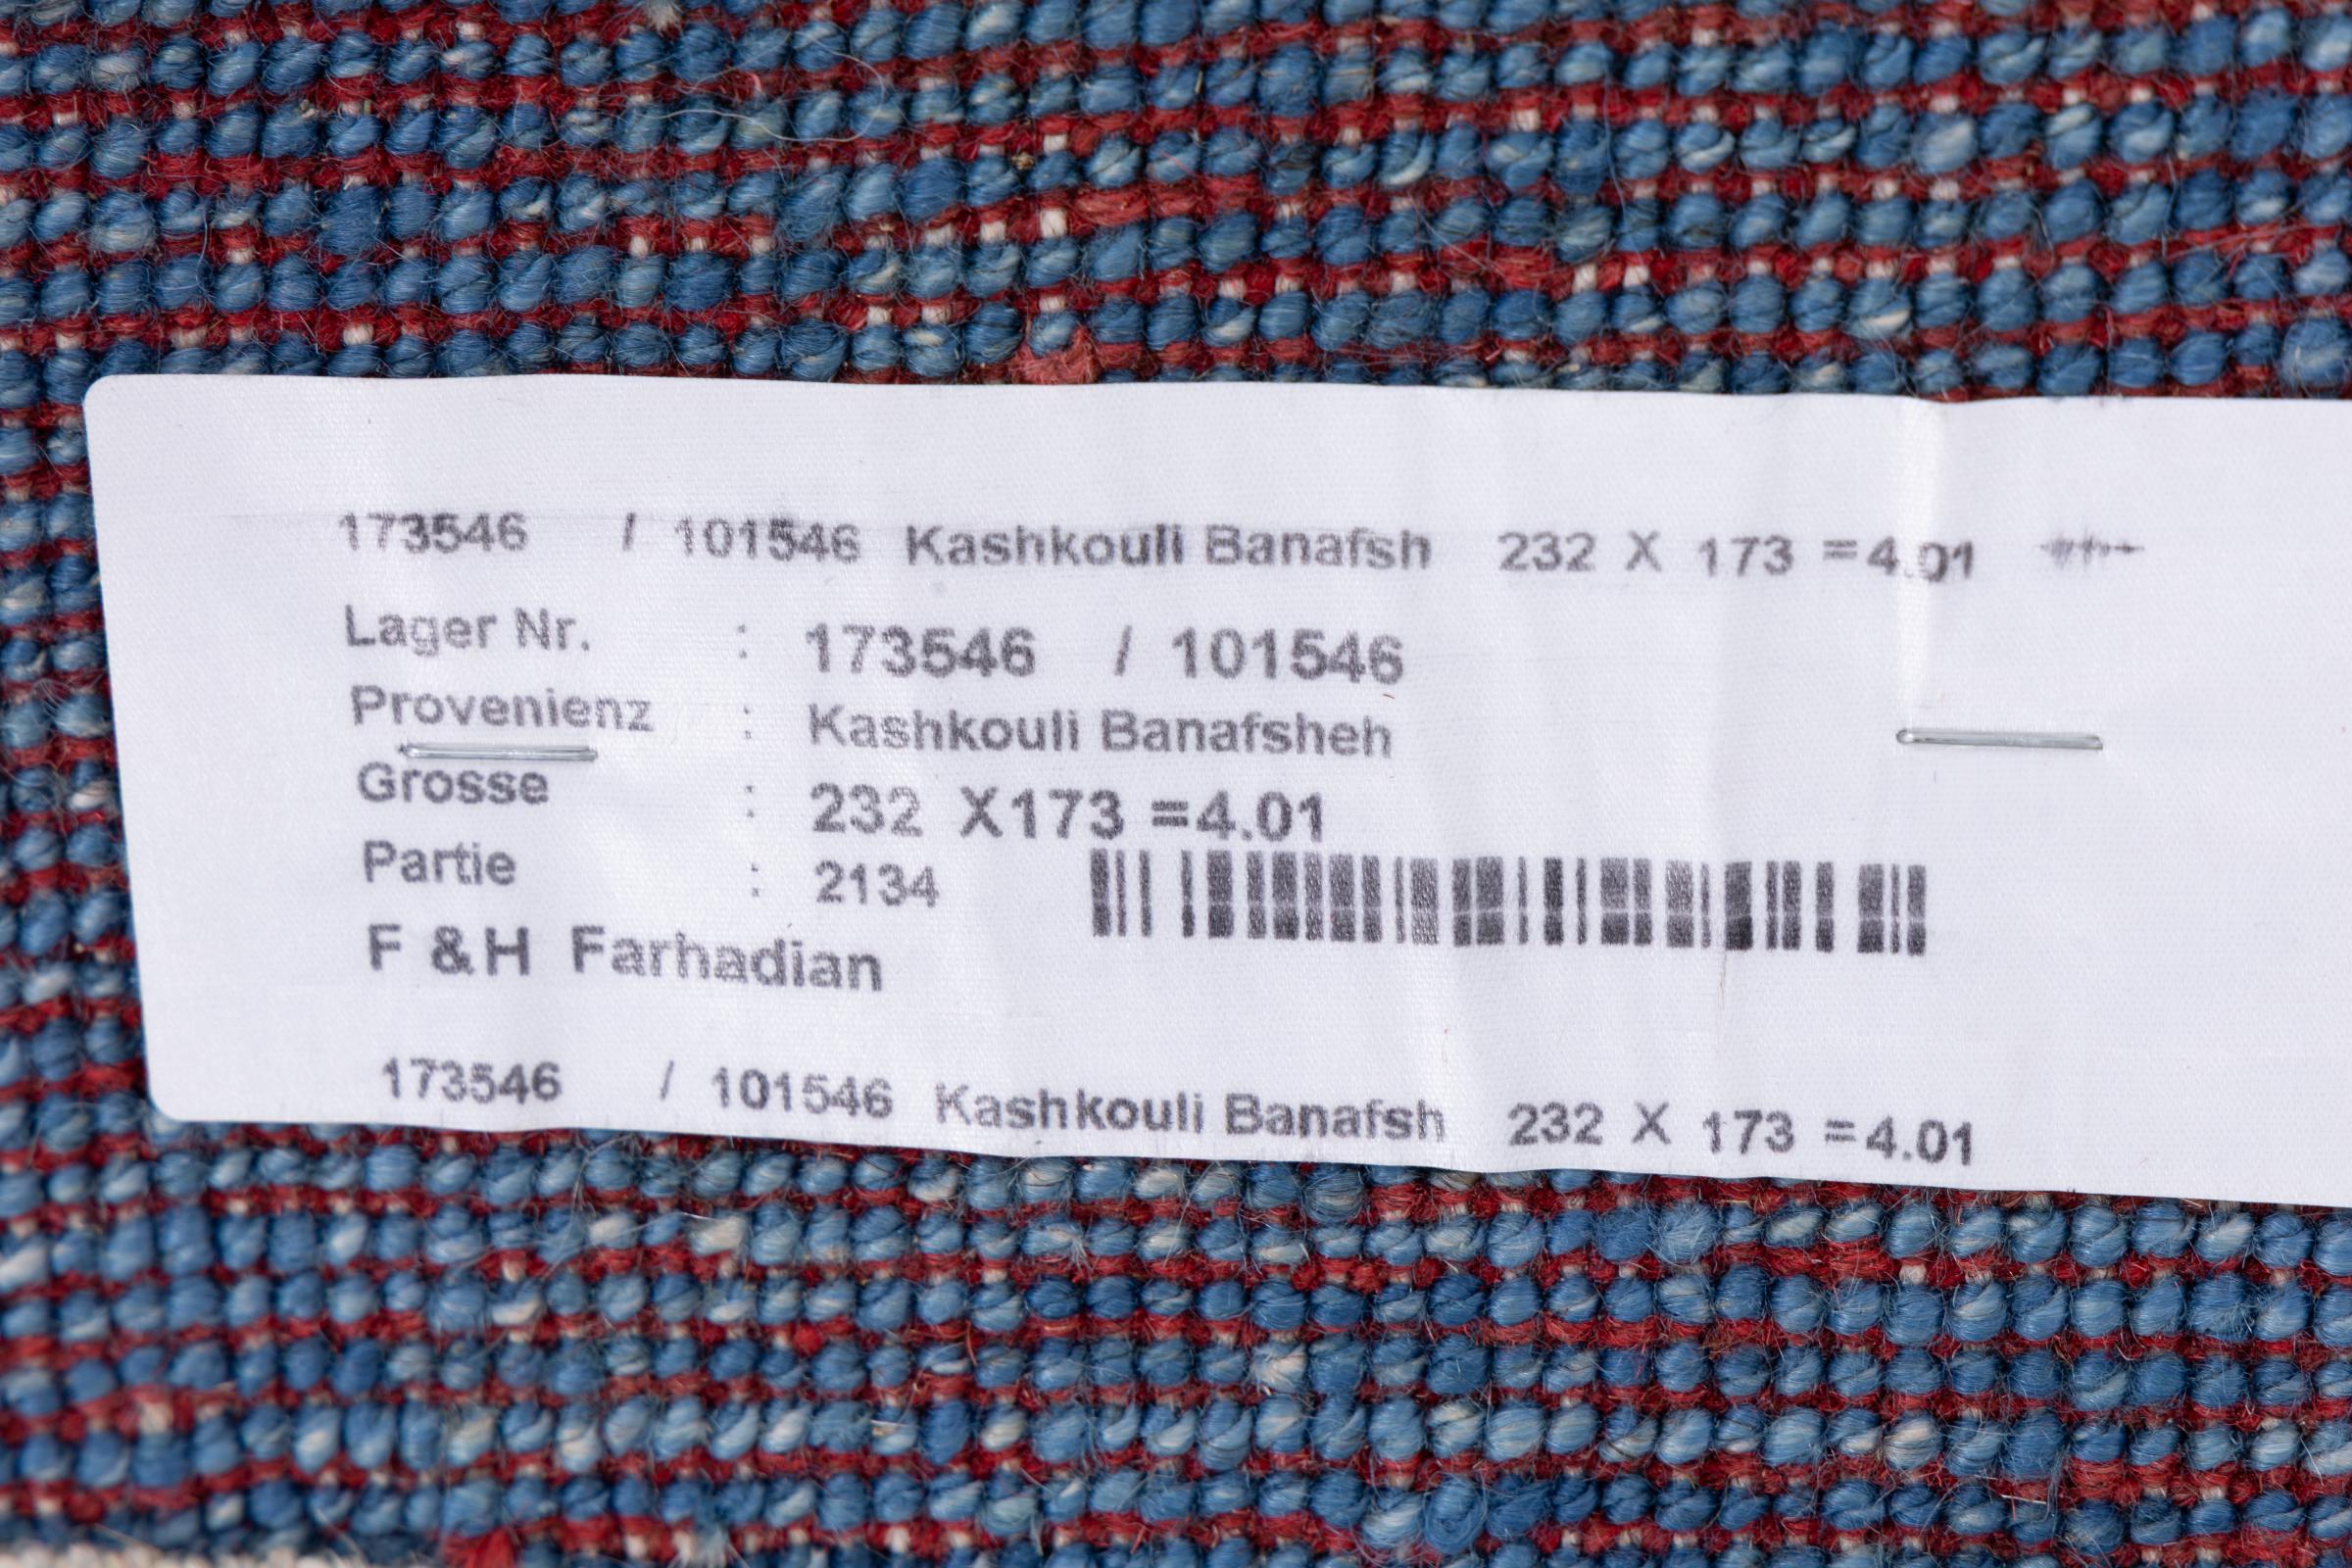 173546 / 101546 Kashkouli Banafsh 232 X 173 =4.01
Lager Nr. : 173546 / 101546
Provenienz : Kashkouli Banafsheh
Grosse : 232 X173 =4.01
Partie : 2134
F &H Farhadian
173546 / 101546 Kashkouli Banafsh 232 X 173 =4.01